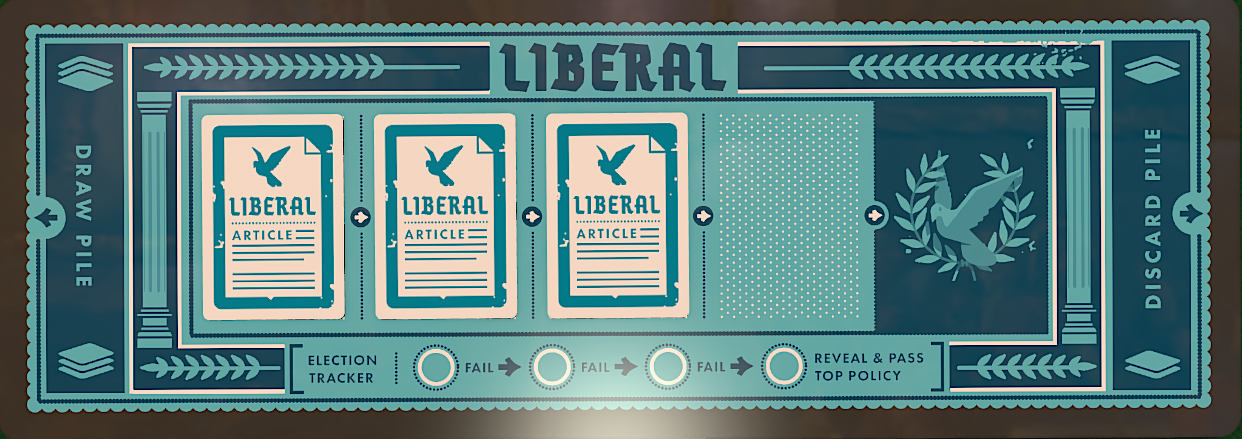 LIBERAL
DRAW PILE
LIBERAL
ARTICLE
LIBERAL
ARTICLE
LIBERAL
ARTICLE
DISCARD PILE
ELECTION
TRACKER
FAIL
FAIL
FAIL
REVEAL & PASS
TOP POLICY